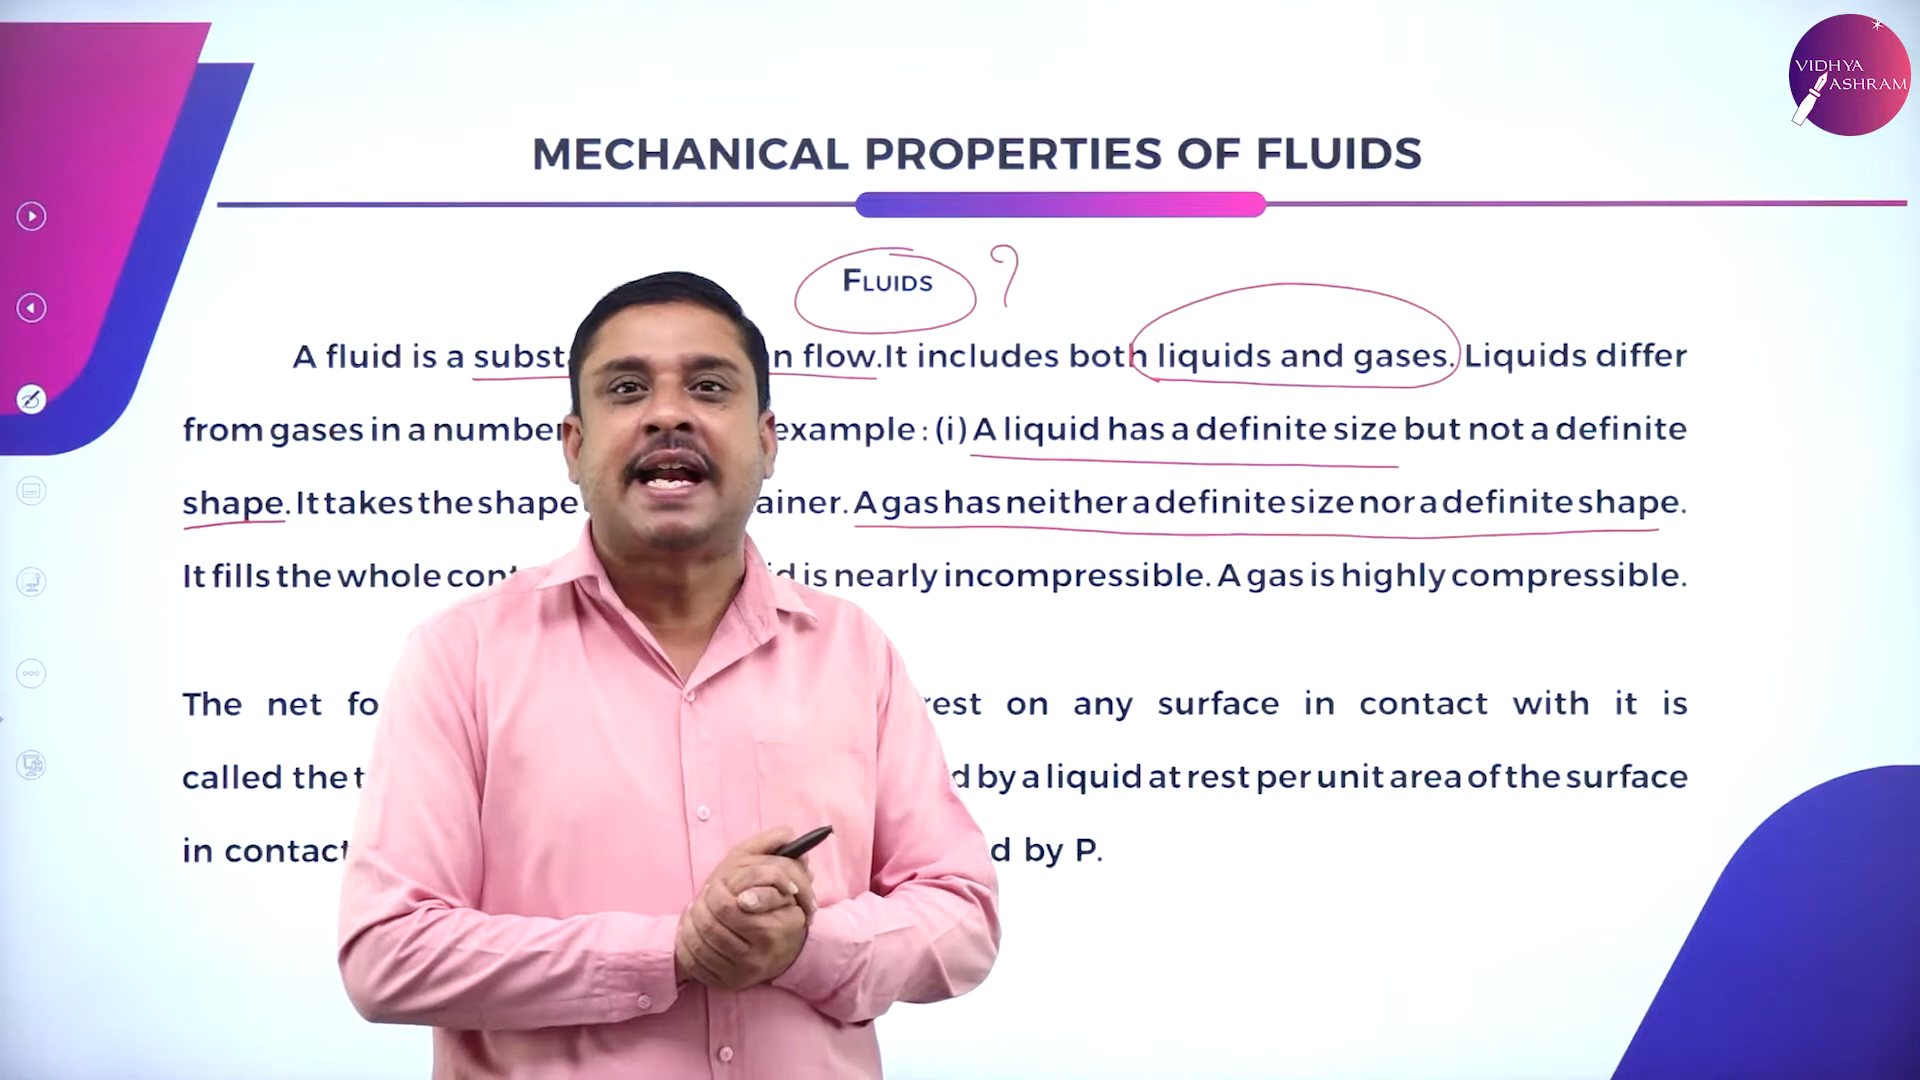 VIDHYA
ASHRAM
MECHANICAL PROPERTIES OF FLUIDS
FLUIDS ?
A fluid is a flow.It includes both liquids and gases. Liquids differ
from gases in a number example : (i) A liquid has a definite size but not a definite
shape. It takes the shape A gas has neither a definite size nor a definite shape.
It fills the whole is nearly incompressible. A gas is highly compressible.
The net rest on any surface in contact with it is
called the by a liquid at rest per unit area of the surface
in contact by P.